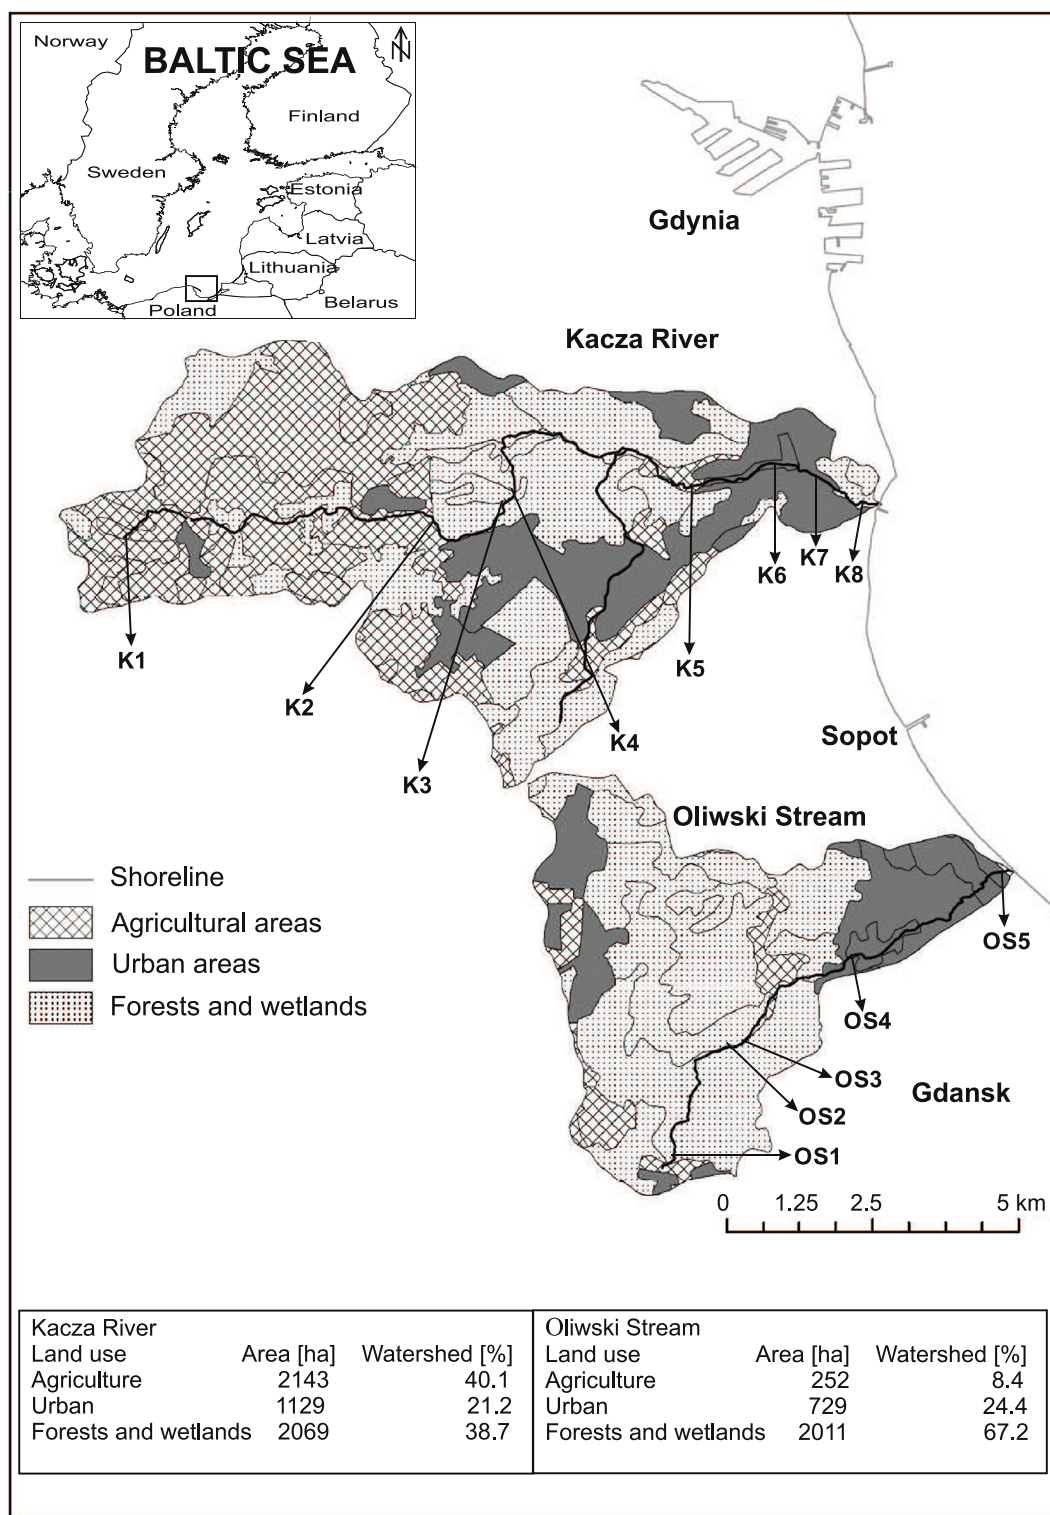 Norway
BALTIC SEA
N
Finland
Sweden
Estonia
Latvia
Lithuania
Belarus
Poland
Gdynia
Kacza River
K6
K7
K8
K1
K5
K2
K4
K3
Sopot
Oliwski Stream
Shoreline
Agricultural areas
Urban areas
Forests and wetlands
OS5
OS4
OS3
OS2
OS1
Gdansk
0 1.25 2.5 5 km
Kacza River
Land use Area [ha] Watershed [%]
Agriculture 2143 40.1
Urban 1129 21.2
Forests and wetlands 2069 38.7
Oliwski Stream
Land use Area [ha] Watershed [%]
Agriculture 252 8.4
Urban 729 24.4
Forests and wetlands 2011 67.2